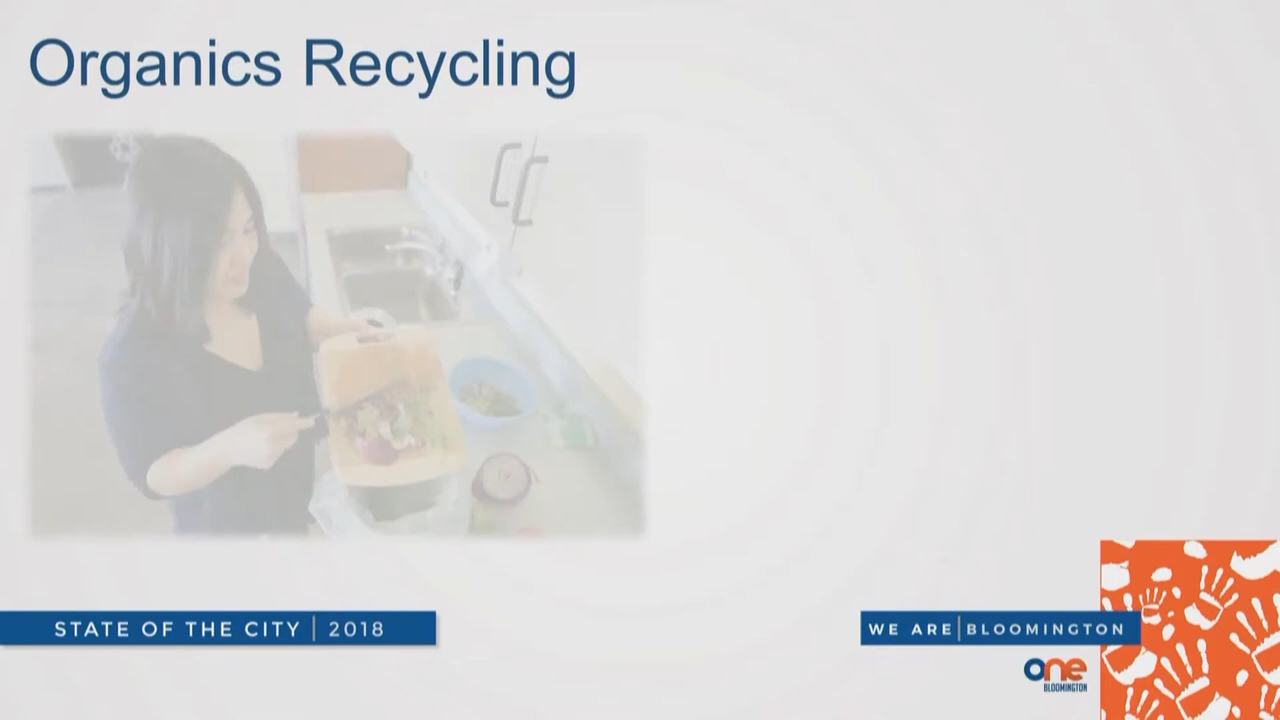 Organics Recycling
STATE OF THE CITY | 2018
WE ARE | BLOOMINGTON
one
BLOOMINGTON